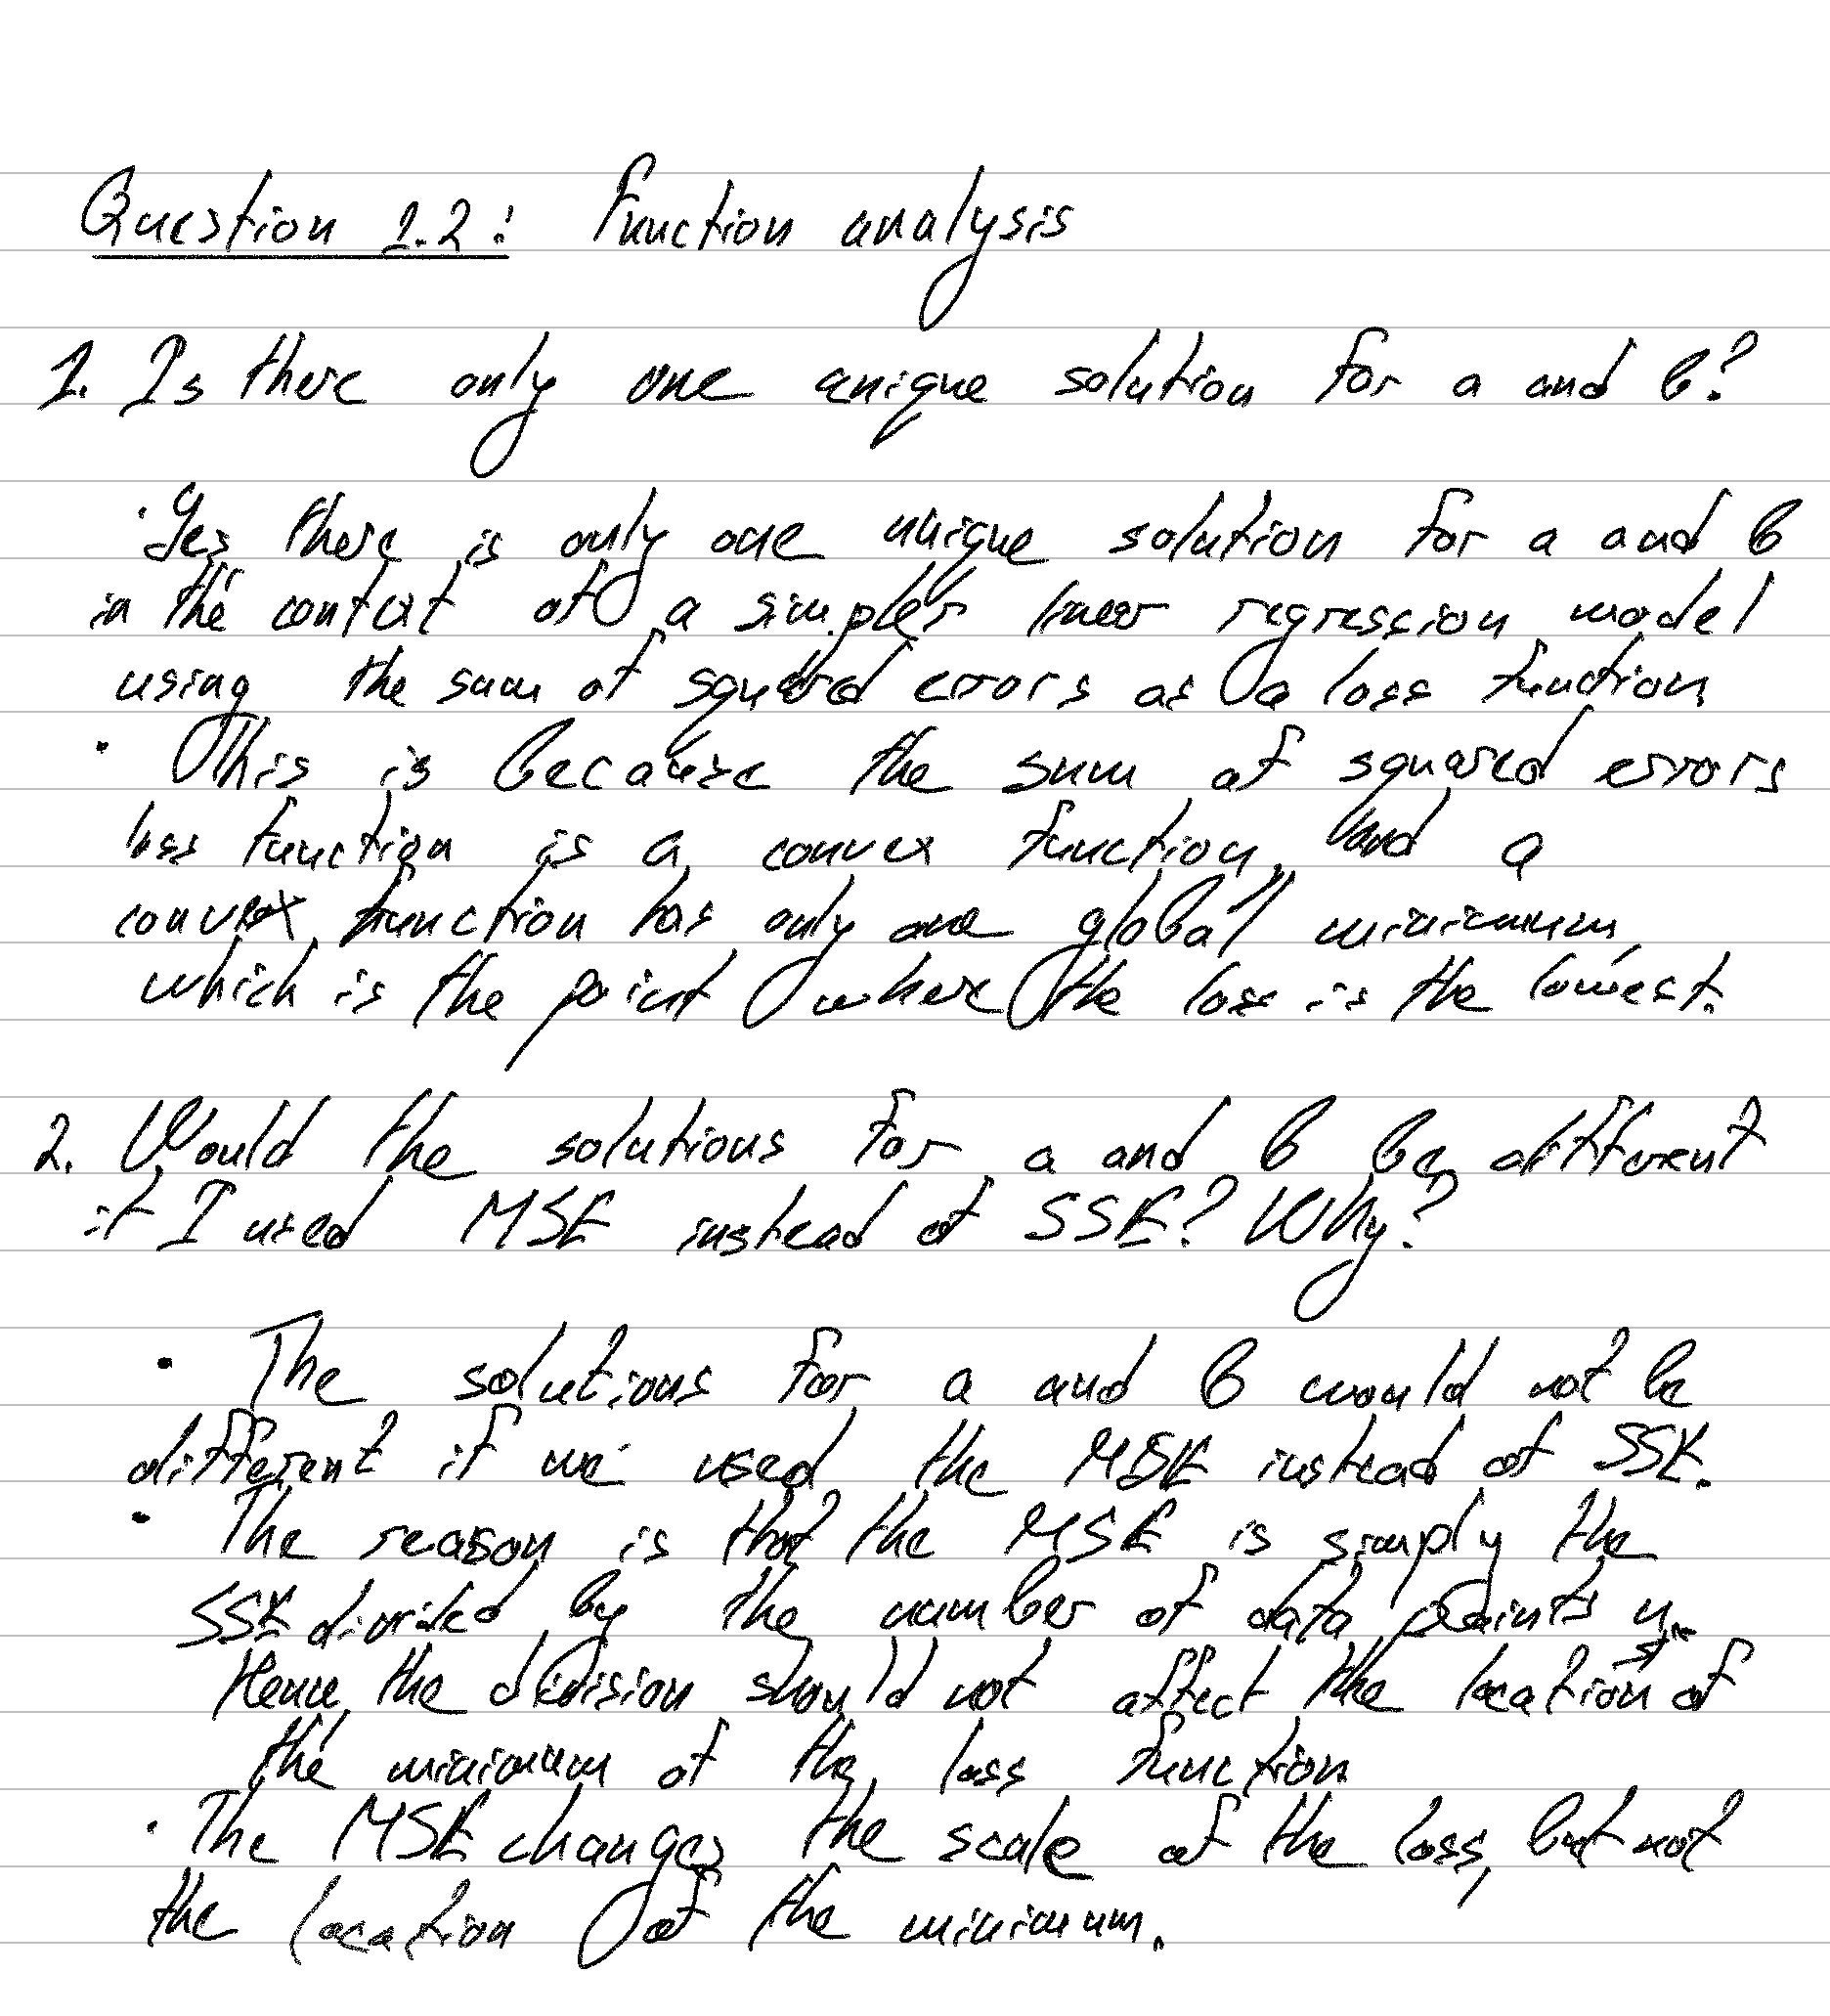 Question 1.2: Function analysis
1. Is there only one unique solution for a and b?
· Yes there is only one unique solution for a and b
in the context of a simpler linear regression model
using the sum of squared errors as a loss function
· This is because the sum of squared errors
loss function is a convex function, and a
convex function has only one global minimum,
which is the point where the loss is the lowest.
2. Would the solutions for a and b be different
if I used MSE instead of SSE? Why?
· The solutions for a and b would not be
different if we used the MSE instead of SSE.
· The reason is that the MSE is simply the
SSE divided by the number of data points n.
Hence the division should not affect the location of
the minimum of the loss function
· The MSE changes the scale of the loss, but not
the location of the minimum.